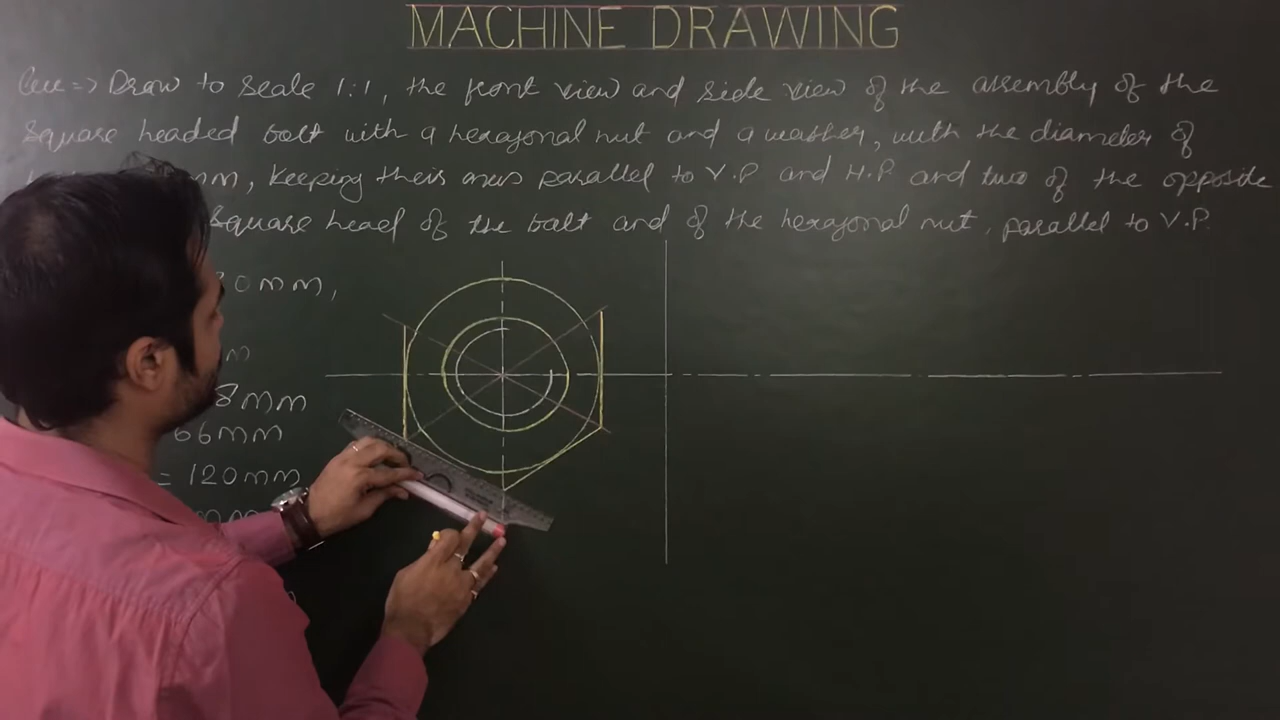 MACHINE DRAWING
Que => Draw to scale 1:1, the front view and side view of the assembly of the
square headed bolt with a hexagonal nut and a washer, with the diameter of
mm, keeping their axes parallel to V.P and H.P and two of the opposite
square head of the bolt and of the hexagonal nut, parallel to V.P.
30mm,
m
8mm
66mm
= 120mm